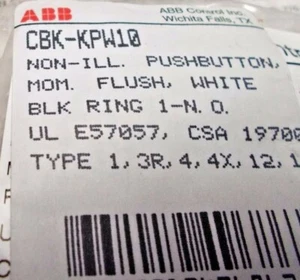 ABB
ABB Control Inc.
Wichita Falls, TX
CBK-KPW10
NON-ILL. PUSHBUTTON,
MOM. FLUSH, WHITE
BLK RING 1-N.O.
UL E57057, CSA 19700
TYPE 1, 3R, 4, 4X, 12, 1